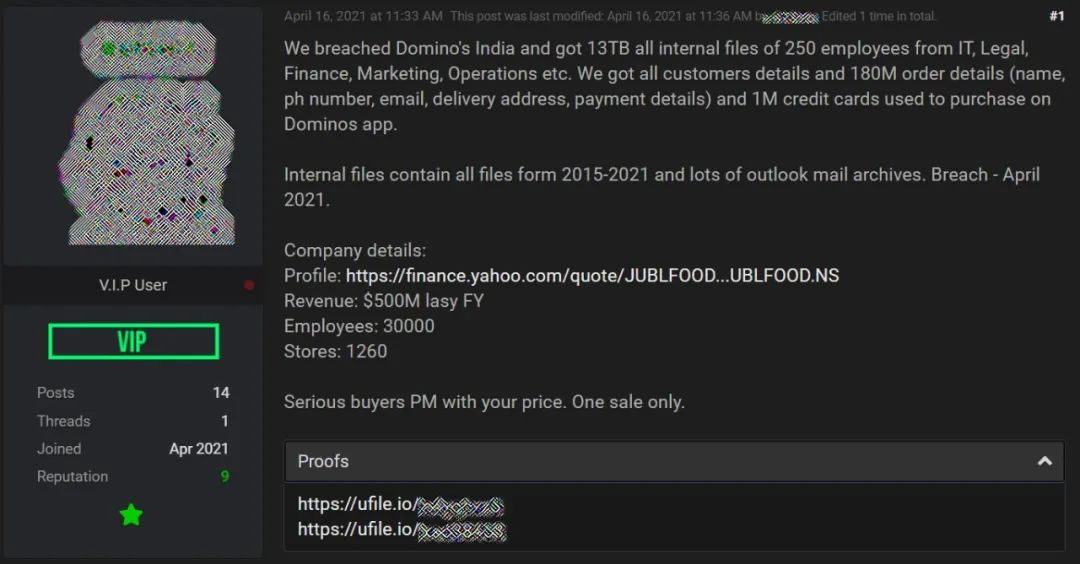 April 16, 2021 at 11:33 AM This post was last modified: April 16, 2021 at 11:36 AM by Edited 1 time in total.
#1
We breached Domino's India and got 13TB all internal files of 250 employees from IT, Legal,
Finance, Marketing, Operations etc. We got all customers details and 180M order details (name,
ph number, email, delivery address, payment details) and 1M credit cards used to purchase on
Dominos app.
Internal files contain all files form 2015-2021 and lots of outlook mail archives. Breach - April
2021.
Company details:
Profile: https://finance.yahoo.com/quote/JUBLFOOD...UBLFOOD.NS
Revenue: $500M lasy FY
Employees: 30000
Stores: 1260
Serious buyers PM with your price. One sale only.
Proofs
https://ufile.io/
https://ufile.io/
V.I.P User
VIP
Posts 14
Threads 1
Joined Apr 2021
Reputation 9